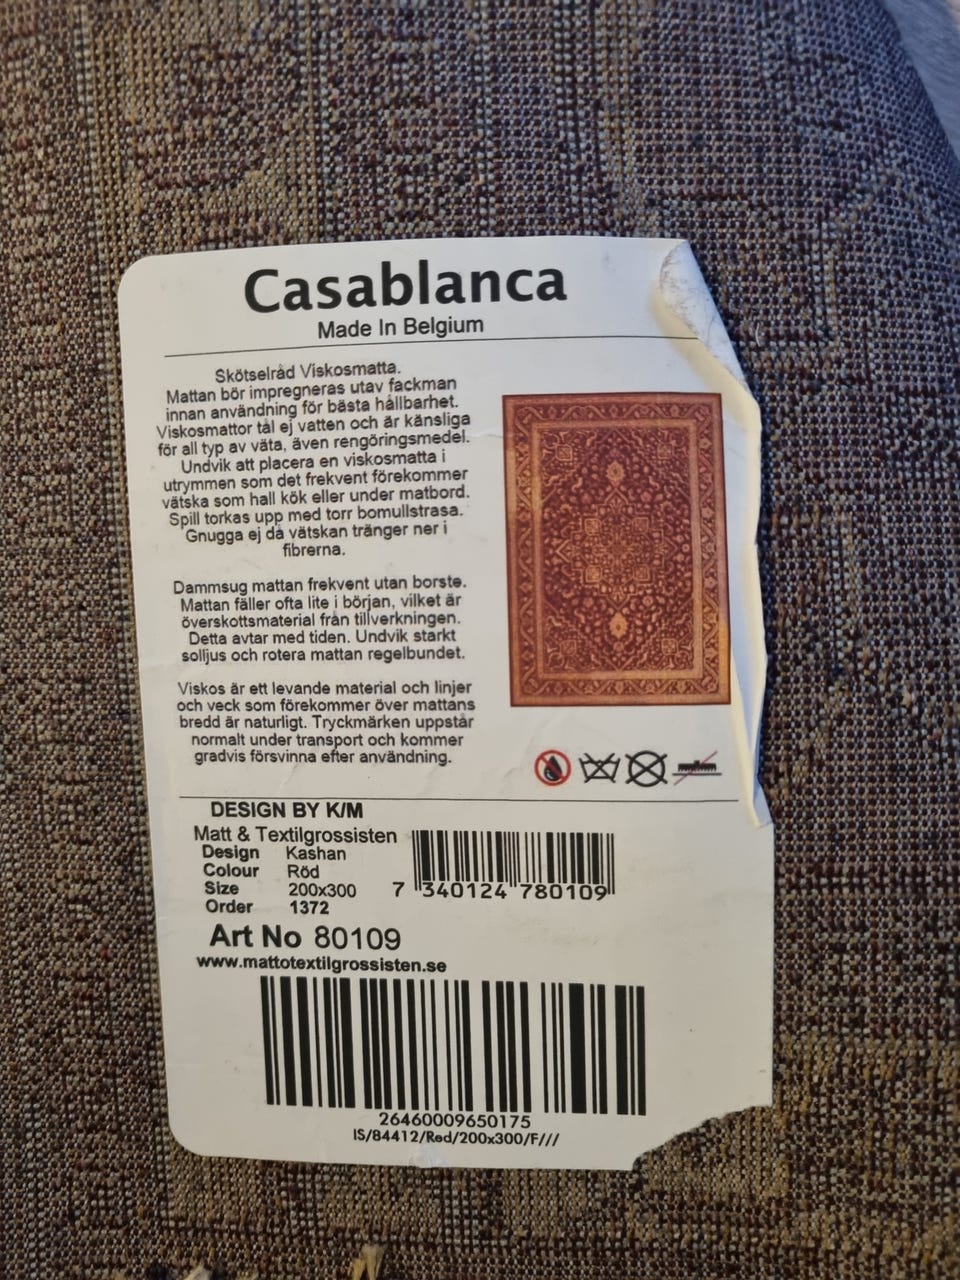 Casablanca
Made In Belgium
Skötselråd Viskosmatta.
Mattan bör impregneras utav fackman
innan användning för bästa hållbarhet.
Viskosmattor tål ej vatten och är känsliga
för all typ av väta, även rengöringsmedel.
Undvik att placera en viskosmatta i
utrymmen som det frekvent förekommer
vätska som hall kök eller under matbord.
Spill torkas upp med torr bomullstrasa.
Gnugga ej då vätskan tränger ner i
fibrerna.
Dammsug mattan frekvent utan borste.
Mattan fäller ofta lite i början, vilket är
överskottsmaterial från tillverkningen.
Detta avtar med tiden. Undvik starkt
solljus och rotera mattan regelbundet.
Viskos är ett levande material och linjer
och veck som förekommer över mattans
bredd är naturligt. Tryckmärken uppstår
normalt under transport och kommer
gradvis försvinna efter användning.
DESIGN BY K/M
Matt & Textilgrossisten
Design Kashan
Colour Röd
Size 200x300
Order 1372
7 340124 780109
Art No 80109
www.mattotextilgrossisten.se
26460009650175
IS/84412/Red/200x300/F///